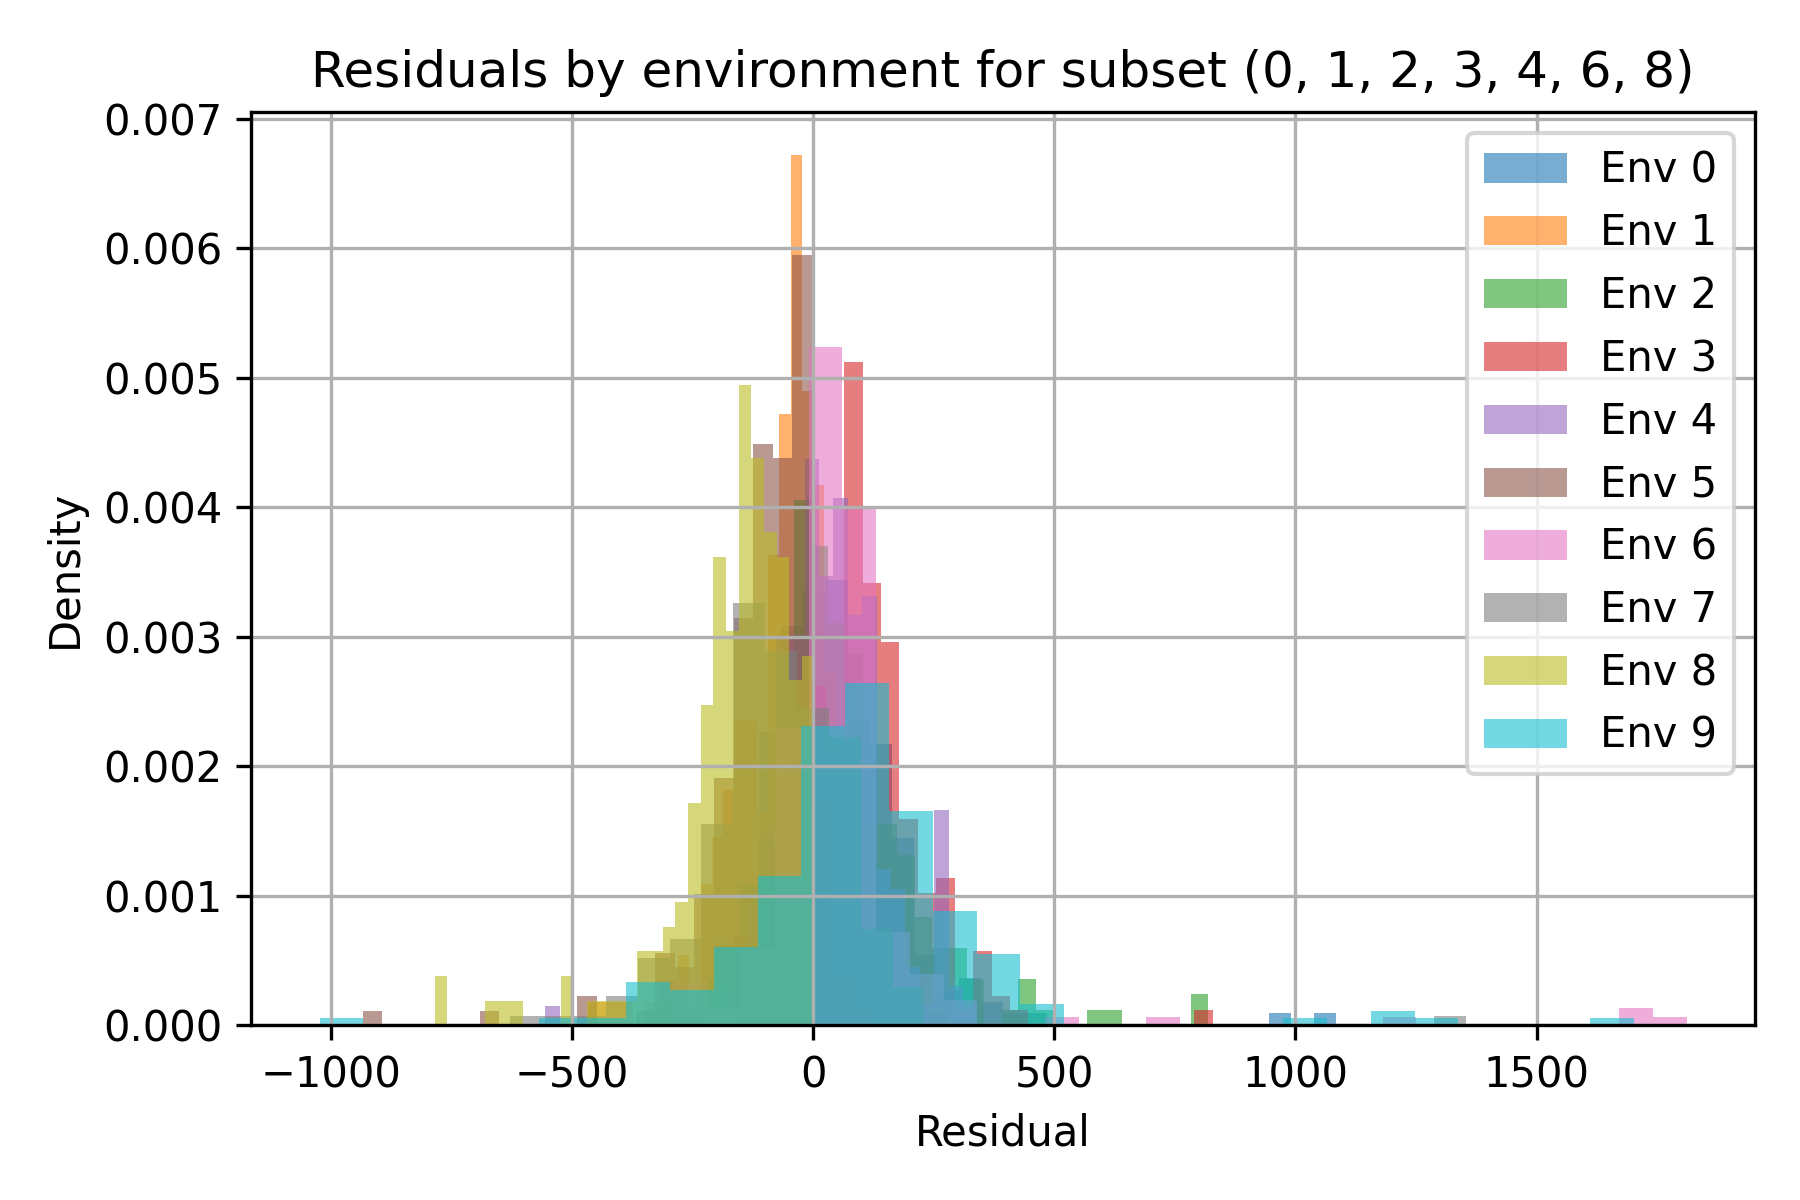 Residuals by environment for subset (0, 1, 2, 3, 4, 6, 8)
0.007
0.006
0.005
0.004
0.003
0.002
0.001
0.000
Density
−1000
−500
0
500
1000
1500
Residual
Env 0
Env 1
Env 2
Env 3
Env 4
Env 5
Env 6
Env 7
Env 8
Env 9